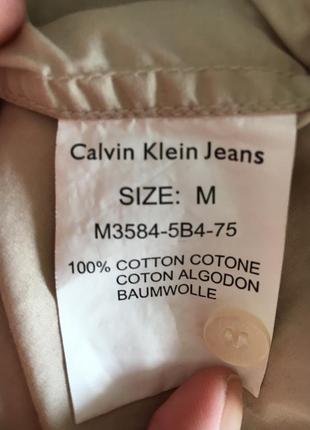 Calvin Klein Jeans
SIZE: M
M3584-5B4-75
100% COTTON COTONE
COTON ALGODON
BAUMWOLLE